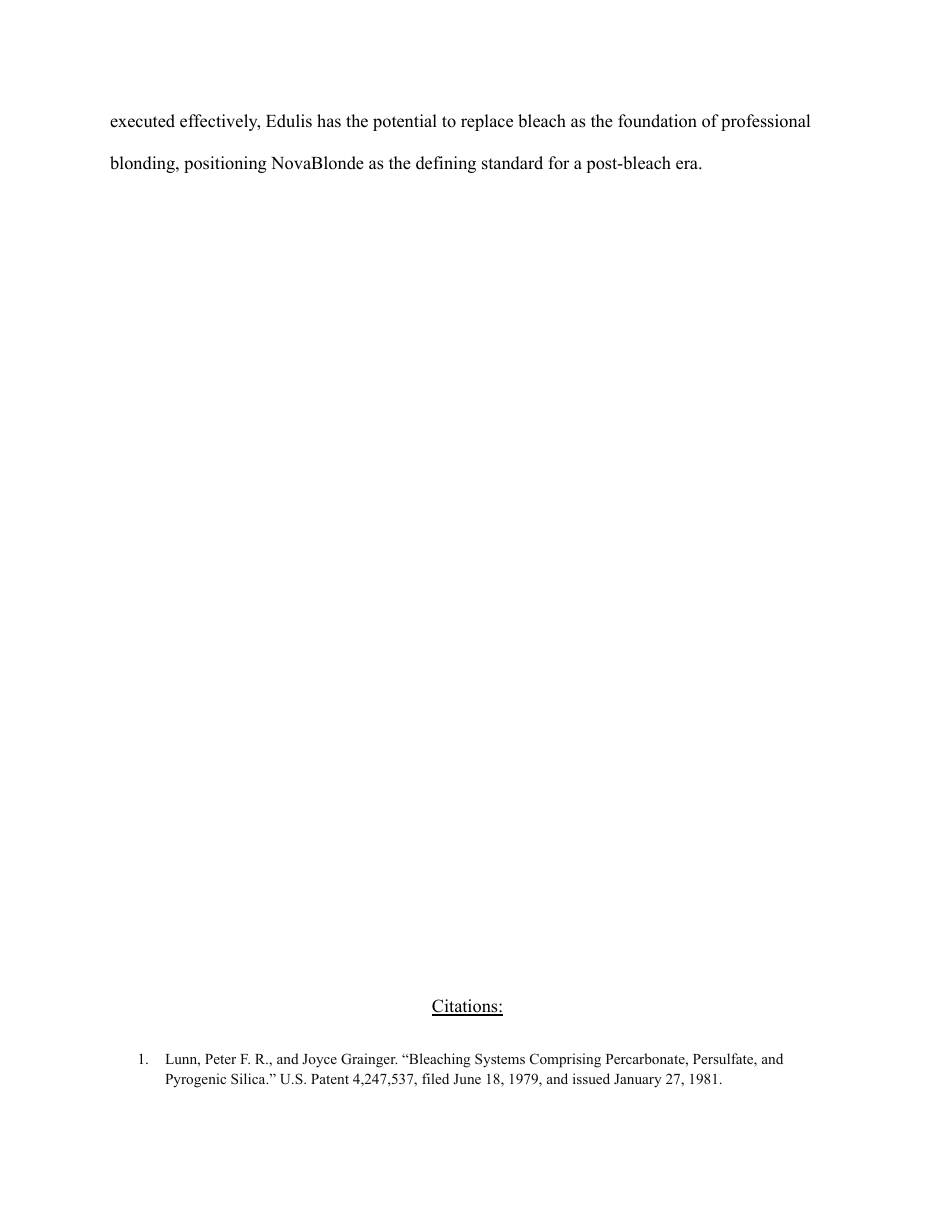 executed effectively, Edulis has the potential to replace bleach as the foundation of professional
blonding, positioning NovaBlonde as the defining standard for a post-bleach era.
Citations:
1. Lunn, Peter F. R., and Joyce Grainger. “Bleaching Systems Comprising Percarbonate, Persulfate, and
Pyrogenic Silica.” U.S. Patent 4,247,537, filed June 18, 1979, and issued January 27, 1981.